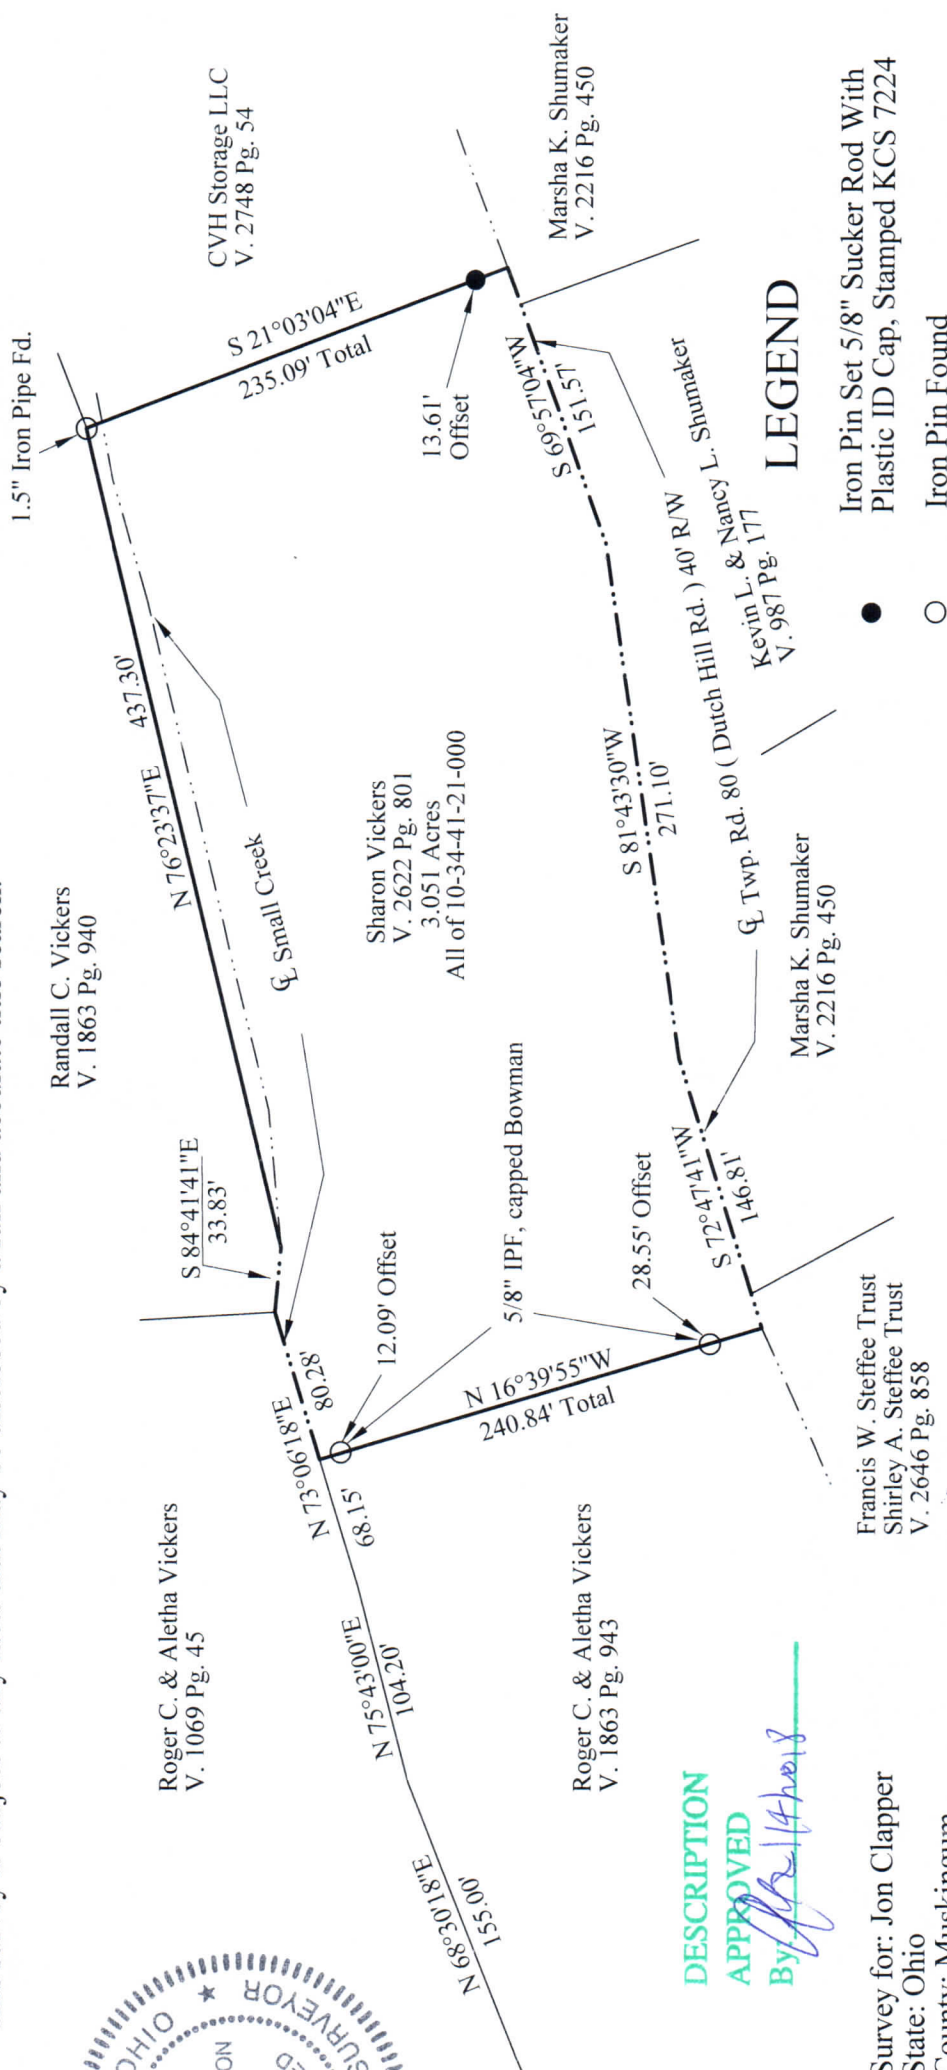 1.5" Iron Pipe Fd.
CVH Storage LLC
V. 2748 Pg. 54
Randall C. Vickers
V. 1863 Pg. 940
N 76°23'37"E
437.30'
S 21°03'04"E
235.09' Total
13.61'
Offset
Marsha K. Shumaker
V. 2216 Pg. 450
S 84°41'41"E
33.83'
℄ Small Creek
Sharon Vickers
V. 2622 Pg. 801
3.051 Acres
All of 10-34-41-21-000
S 69°57'04"W
151.57'
S 81°43'30"W
271.10'
S 72°47'41"W
146.81'
℄ Twp. Rd. 80 ( Dutch Hill Rd. ) 40' R/W
Kevin L. & Nancy L. Shumaker
V. 987 Pg. 177
Marsha K. Shumaker
V. 2216 Pg. 450
12.09' Offset
5/8" IPF, capped Bowman
28.55' Offset
N 16°39'55"W
240.84' Total
N 73°06'18"E
80.28'
68.15'
Roger C. & Aletha Vickers
V. 1069 Pg. 45
N 75°43'00"E
104.20'
N 68°30'18"E
155.00'
Roger C. & Aletha Vickers
V. 1863 Pg. 943
Francis W. Steffee Trust
Shirley A. Steffee Trust
V. 2646 Pg. 858
LEGEND
Iron Pin Set 5/8" Sucker Rod With
Plastic ID Cap, Stamped KCS 7224
Iron Pin Found
DESCRIPTION
APPROVED
By:
Survey for: Jon Clapper
State: Ohio
County: Muskingum
SURVEYOR